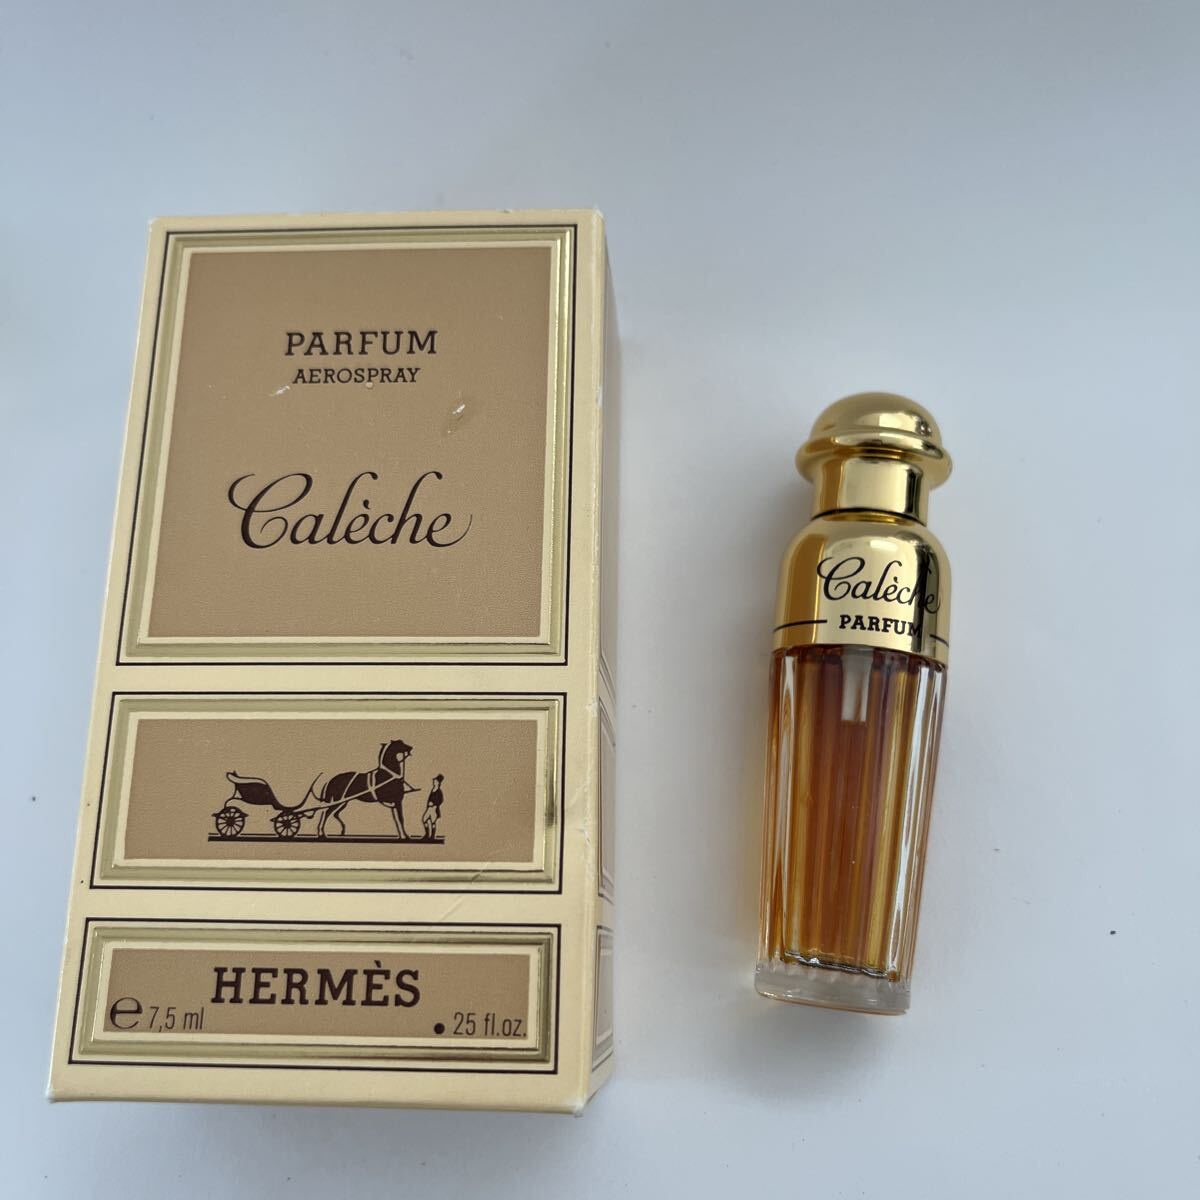 PARFUM
AEROSPRAY
Calèche
HERMÈS
e 7,5 ml .25 fl.oz.
Calèche
PARFUM